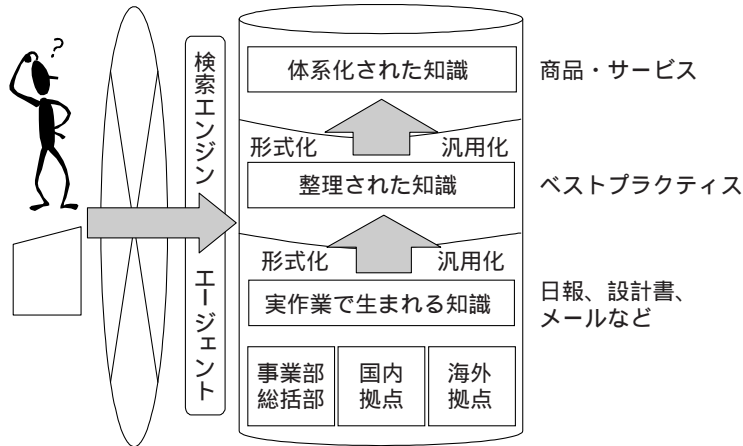 ?
検索エンジン　エージェント
体系化された知識
商品・サービス
形式化
汎用化
整理された知識
ベストプラクティス
形式化
汎用化
実作業で生まれる知識
日報、設計書、
メールなど
事業部
総括部
国内
拠点
海外
拠点